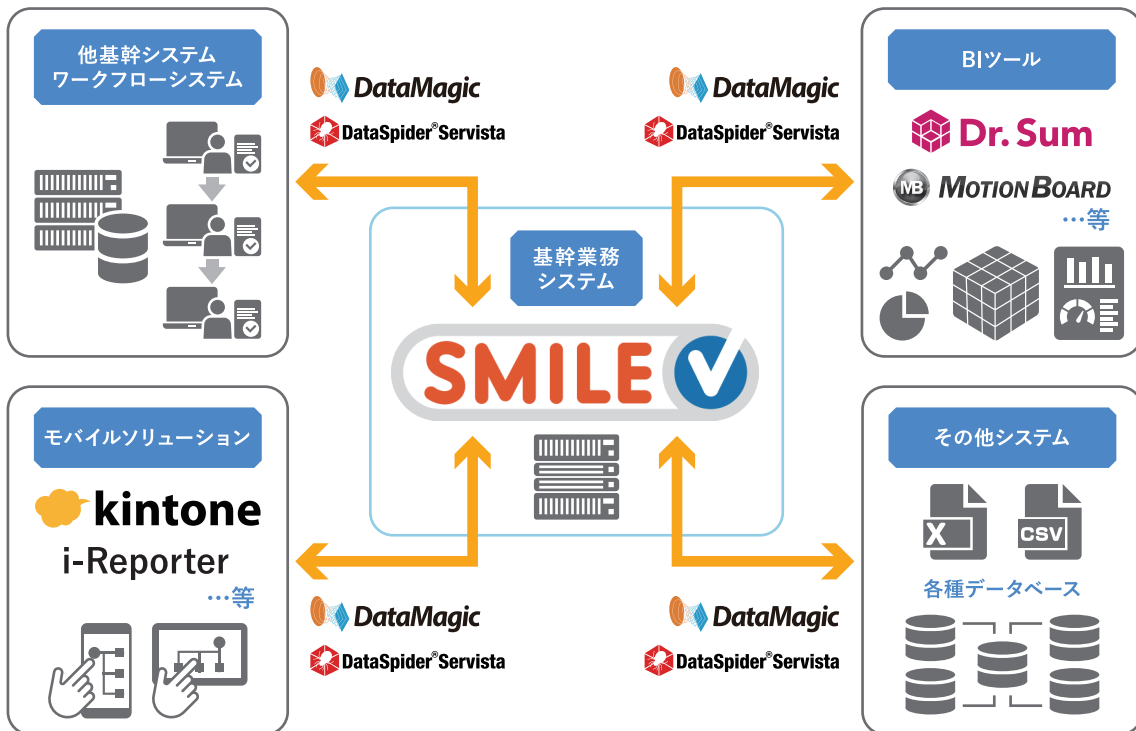 他基幹システム
ワークフローシステム
DataMagic
DataSpider®Servista
DataMagic
DataSpider®Servista
BIツール
Dr. Sum
MB MOTIONBOARD
…等
基幹業務
システム
SMILE V
モバイルソリューション
kintone
i-Reporter
…等
DataMagic
DataSpider®Servista
DataMagic
DataSpider®Servista
その他システム
X
CSV
各種データベース